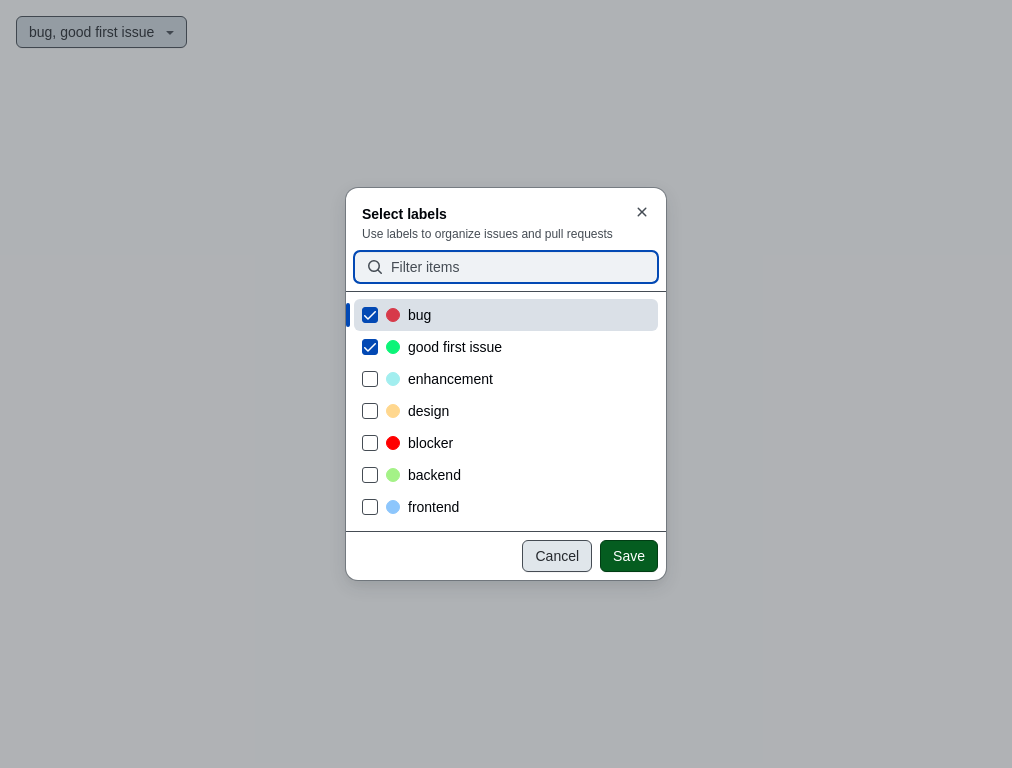 bug, good first issue
Select labels
Use labels to organize issues and pull requests
Filter items
bug
good first issue
enhancement
design
blocker
backend
frontend
Cancel
Save